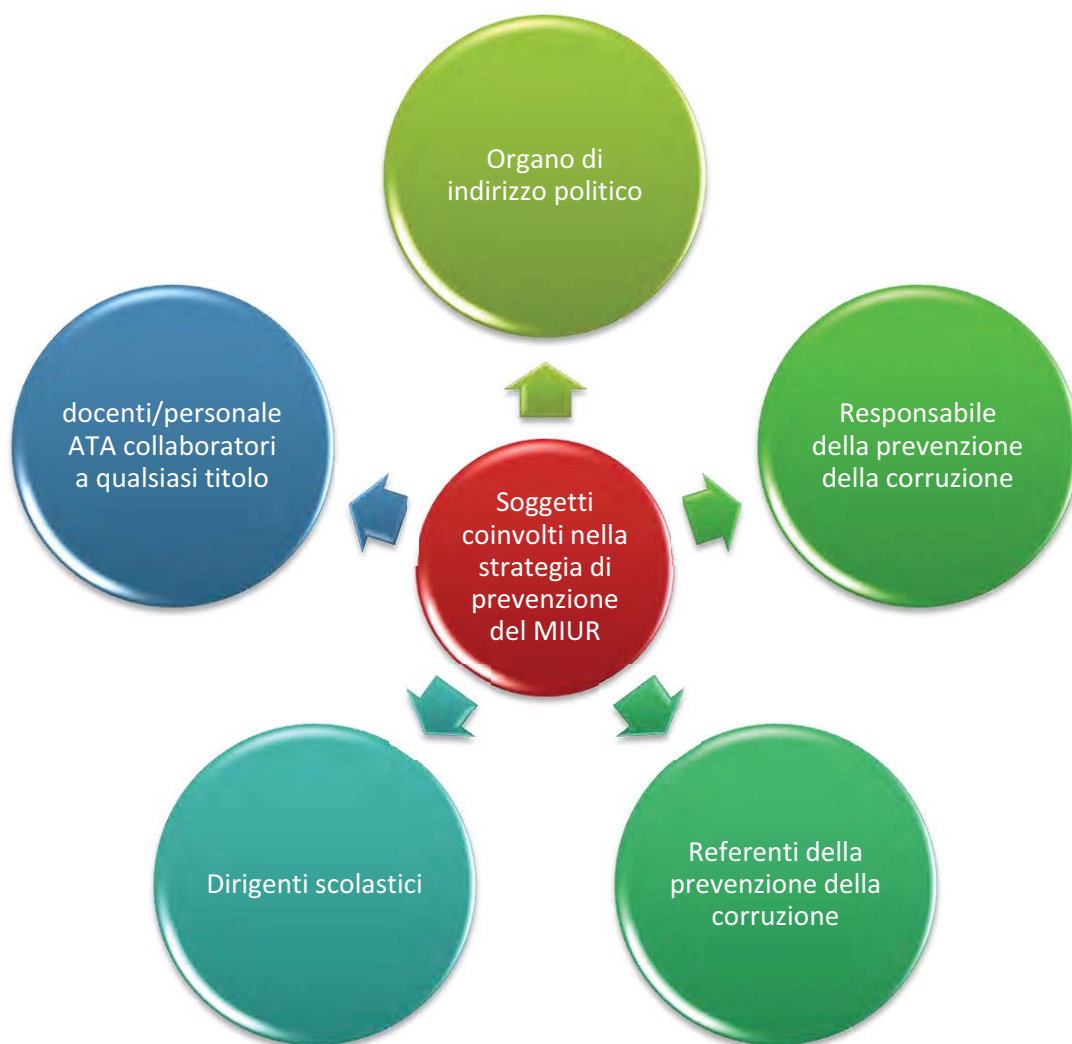 Organo di
indirizzo politico
docenti/personale
ATA collaboratori
a qualsiasi titolo
Responsabile
della prevenzione
della corruzione
Soggetti
coinvolti nella
strategia di
prevenzione
del MIUR
Dirigenti scolastici
Referenti della
prevenzione della
corruzione